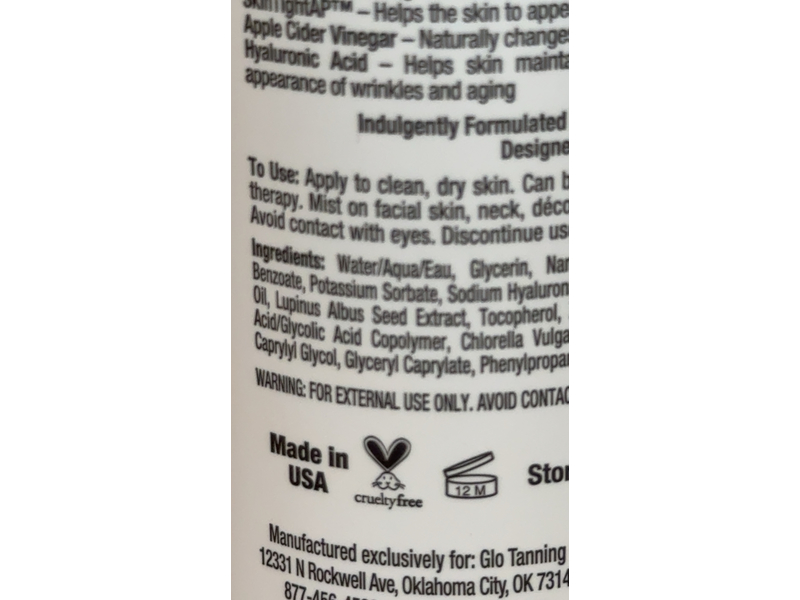 SkinTightAP™ – Helps the skin to appe
Apple Cider Vinegar – Naturally change
Hyaluronic Acid – Helps skin mainta
appearance of wrinkles and aging
Indulgently Formulated
Designe
To Use: Apply to clean, dry skin. Can b
therapy. Mist on facial skin, neck, déco
Avoid contact with eyes. Discontinue us
Ingredients: Water/Aqua/Eau, Glycerin, Nar
Benzoate, Potassium Sorbate, Sodium Hyaluron
Oil, Lupinus Albus Seed Extract, Tocopherol,
Acid/Glycolic Acid Copolymer, Chlorella Vulga
Caprylyl Glycol, Glyceryl Caprylate, Phenylpropan
WARNING: FOR EXTERNAL USE ONLY. AVOID CONTAC
Made in
USA
crueltyfree
12 M
Stor
Manufactured exclusively for: Glo Tanning
12331 N Rockwell Ave, Oklahoma City, OK 7314
877-456